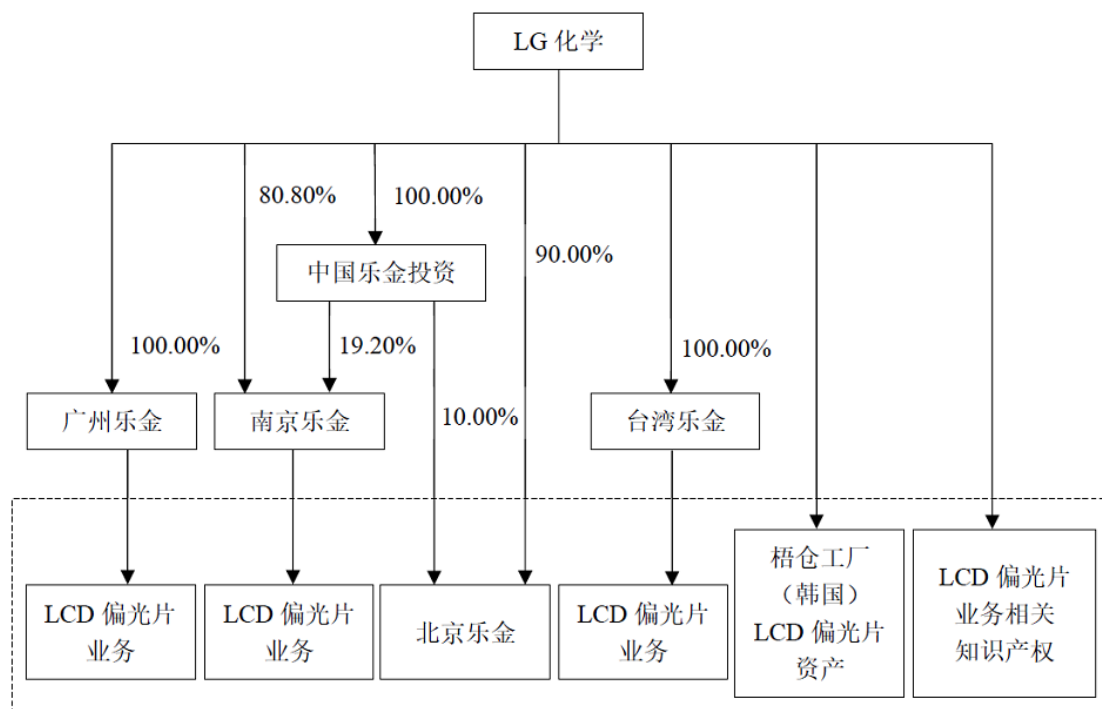 LG 化学
80.80%
100.00%
中国乐金投资
90.00%
100.00%
19.20%
100.00%
广州乐金
南京乐金
10.00%
台湾乐金
LCD 偏光片
业务
LCD 偏光片
业务
北京乐金
LCD 偏光片
业务
梧仓工厂
（韩国）
LCD 偏光片
资产
LCD 偏光片
业务相关
知识产权